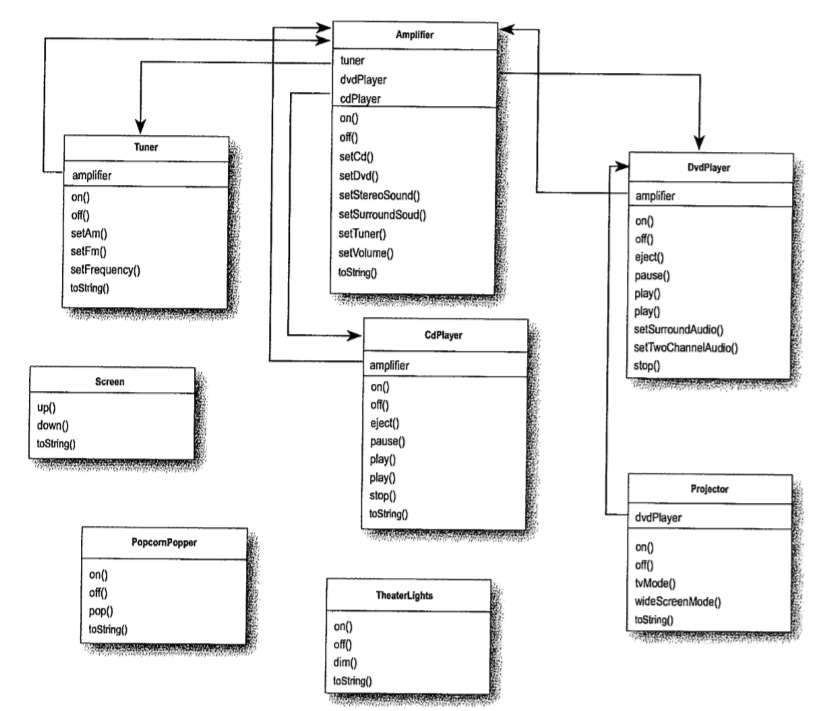 Amplifier
tuner
dvdPlayer
cdPlayer
on()
off()
setCd()
setDvd()
setStereoSound()
setSurroundSoud()
setTuner()
setVolume()
toString()
Tuner
amplifier
on()
off()
setAm()
setFm()
setFrequency()
toString()
DvdPlayer
amplifier
on()
off()
eject()
pause()
play()
play()
setSurroundAudio()
setTwoChannelAudio()
stop()
CdPlayer
amplifier
on()
off()
eject()
pause()
play()
play()
stop()
toString()
Screen
up()
down()
toString()
Projector
dvdPlayer
on()
off()
tvMode()
wideScreenMode()
toString()
PopcornPopper
on()
off()
pop()
toString()
TheaterLights
on()
off()
dim()
toString()